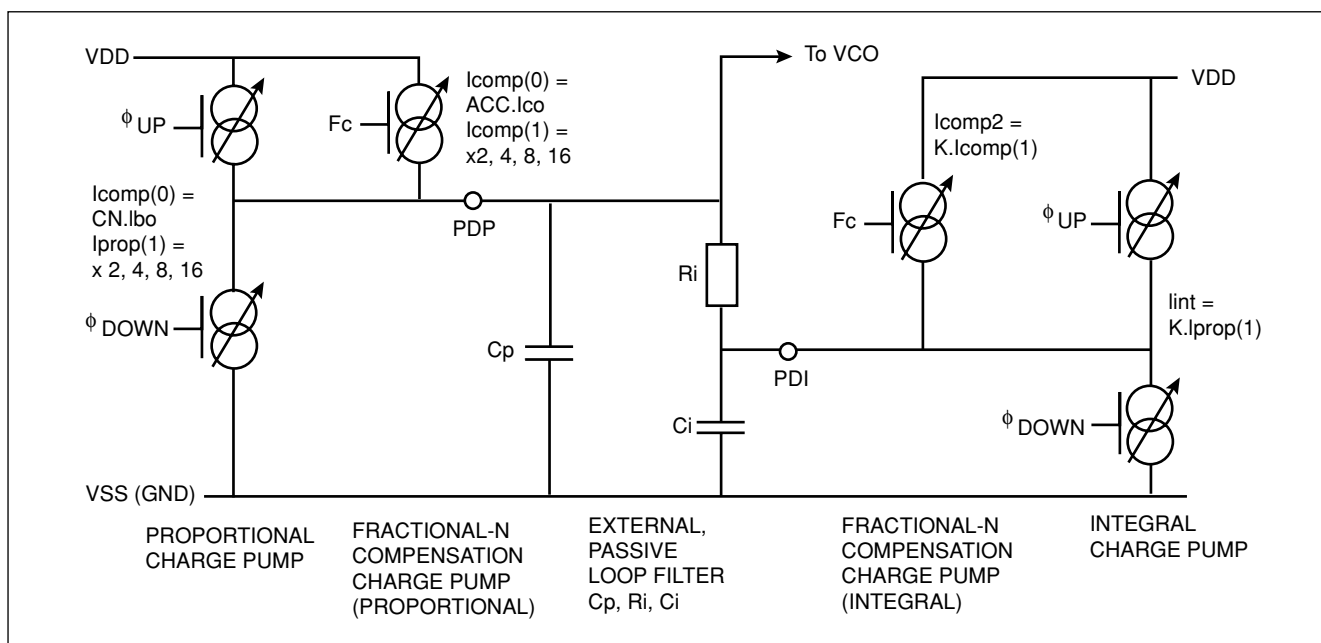 VDD
To VCO
Icomp(0) =
ACC.Ico
Icomp(1) =
x2, 4, 8, 16
VDD
ϕ UP
Fc
Icomp2 =
K.Icomp(1)
Icomp(0) =
CN.Ibo
Iprop(1) =
x 2, 4, 8, 16
PDP
Fc
ϕ UP
Ri
Iint =
K.Iprop(1)
ϕ DOWN
Cp
PDI
Ci
ϕ DOWN
VSS (GND)
PROPORTIONAL
CHARGE PUMP
FRACTIONAL-N
COMPENSATION
CHARGE PUMP
(PROPORTIONAL)
EXTERNAL,
PASSIVE
LOOP FILTER
Cp, Ri, Ci
FRACTIONAL-N
COMPENSATION
CHARGE PUMP
(INTEGRAL)
INTEGRAL
CHARGE PUMP